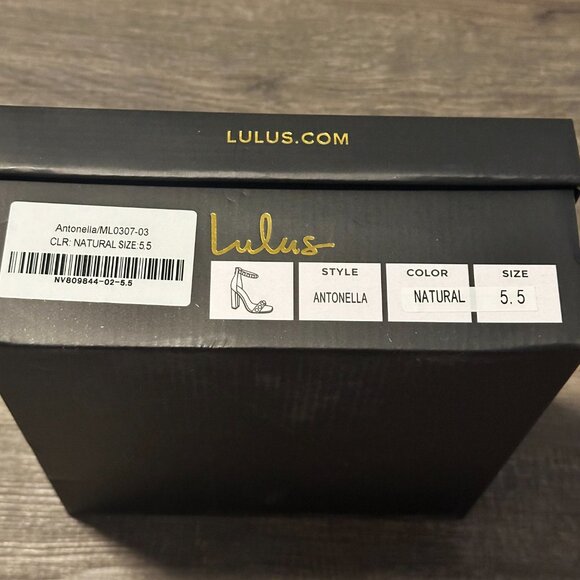 LULUS.COM
Antonella/ML0307-03
CLR: NATURAL SIZE:5.5
NV809844-02-5.5
Lulus
STYLE
ANTONELLA
COLOR
NATURAL
SIZE
5.5